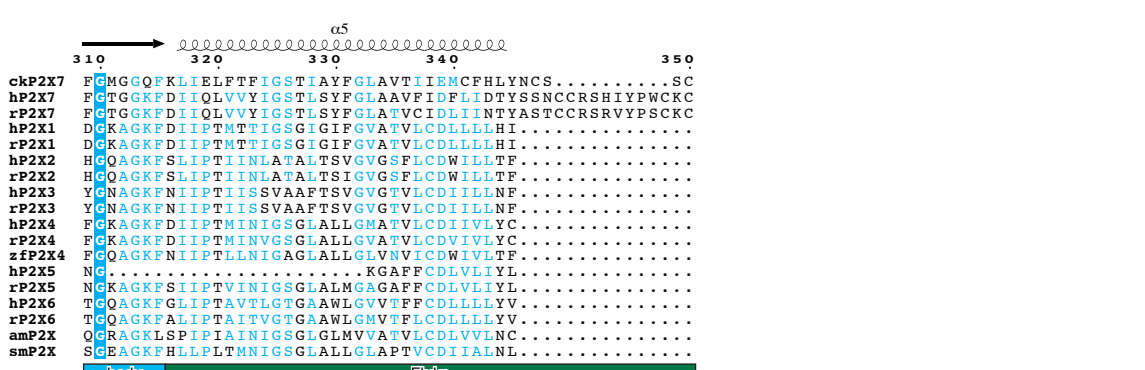 α5
310 320 330 340 350
ckP2X7 FGMGGQFKLIELFTFIGSTIAYFGLAVTIIEMCFHLYNCS..........SC
hP2X7 FGTGGKFDIIQLVVYIGSTLSYFGLAAVFIDFLIDTYSSNCCRSHIYPWCKC
rP2X7 FGTGGKFDIIQLVVYIGSTLSYFGLATVCIDLIINTYASTCCRSRVYPSCKC
hP2X1 DGKAGKFDIIPTMTTIGSGIGIFGVATVLCDLLLLHI...............
rP2X1 DGKAGKFDIIPTMTTIGSGIGIFGVATVLCDLLLLHI...............
hP2X2 HGQAGKFSLIPTIINLATALTSVGVGSFLCDWILLTF...............
rP2X2 HGQAGKFSLIPTIINLATALTSIGVGSFLCDWILLTF...............
hP2X3 YGNAGKFNIIPTIISSVAAFTSVGVGTVLCDIILLNF...............
rP2X3 YGNAGKFNIIPTIISSVAAFTSVGVGTVLCDIILLNF...............
hP2X4 FGKAGKFDIIPTMINIGSGLALLGMATVLCDIIVLYC...............
rP2X4 FGKAGKFDIIPTMINVGSGLALLGVATVLCDVIVLYC...............
zfP2X4 FGQAGKFNIIPTLLNIGAGLALLGLVNVICDWIVLTF...............
hP2X5 NG......................KGAFFCDLVLIYL...............
rP2X5 NGKAGKFSIIPTVINIGSGLALMGAGAFFCDLVLIYL...............
hP2X6 TGQAGKFGLIPTAVTLGTGAAWLGVVTFFCDLLLLYV...............
rP2X6 TGQAGKFALIPTAITVGTGAAWLGMVTFLCDLLLLYV...............
amP2X QGRAGKLSPIPIAINIGSGLGLMVVATVLCDLVVLNC...............
smP2X SGEAGKFHLLPLTMNIGSGLALLGLAPTVCDIIALNL...............